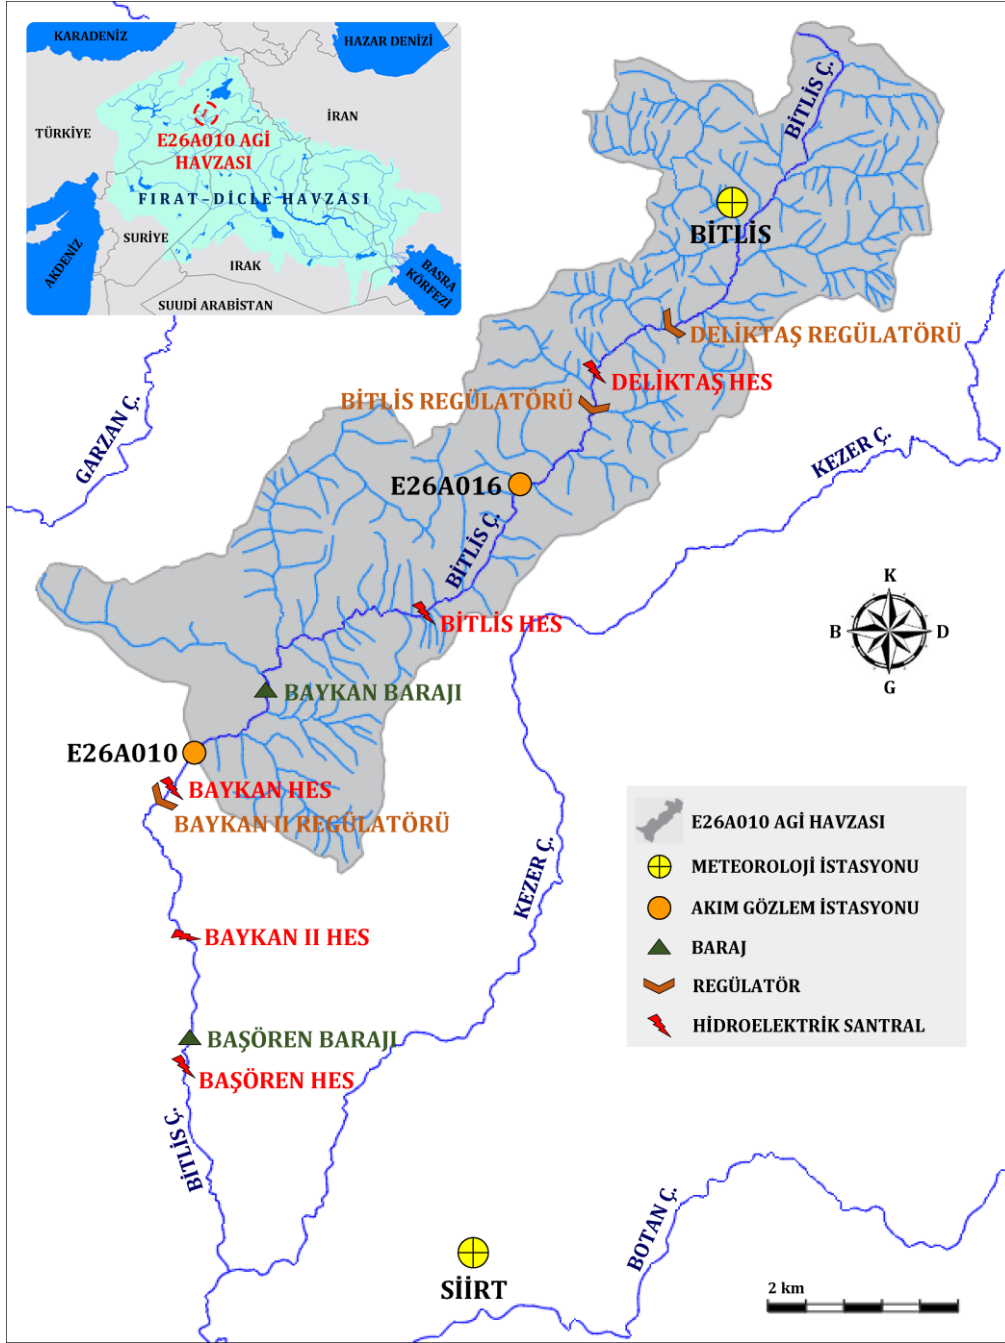 KARADENİZ
HAZAR DENİZİ
TÜRKİYE
İRAN
1
E26A010 AGİ
HAVZASI
FIRAT–DİCLE HAVZASI
SURİYE
AKDENİZ
IRAK
BASRA
KÖRFEZİ
SUUDİ ARABİSTAN
BİTLİS Ç.
BİTLİS
DELİKTAŞ REGÜLATÖRÜ
DELİKTAŞ HES
BİTLİS REGÜLATÖRÜ
GARZAN Ç.
KEZER Ç.
E26A016
BİTLİS Ç.
BİTLİS HES
K
B
D
G
BAYKAN BARAJI
E26A010
BAYKAN HES
BAYKAN II REGÜLATÖRÜ
KEZER Ç.
BAYKAN II HES
BAŞÖREN BARAJI
BAŞÖREN HES
BİTLİS Ç.
E26A010 AGİ HAVZASI
METEOROLOJİ İSTASYONU
AKIM GÖZLEM İSTASYONU
BARAJ
REGÜLATÖR
HİDROELEKTRİK SANTRAL
BOTAN Ç.
SİİRT
2 km